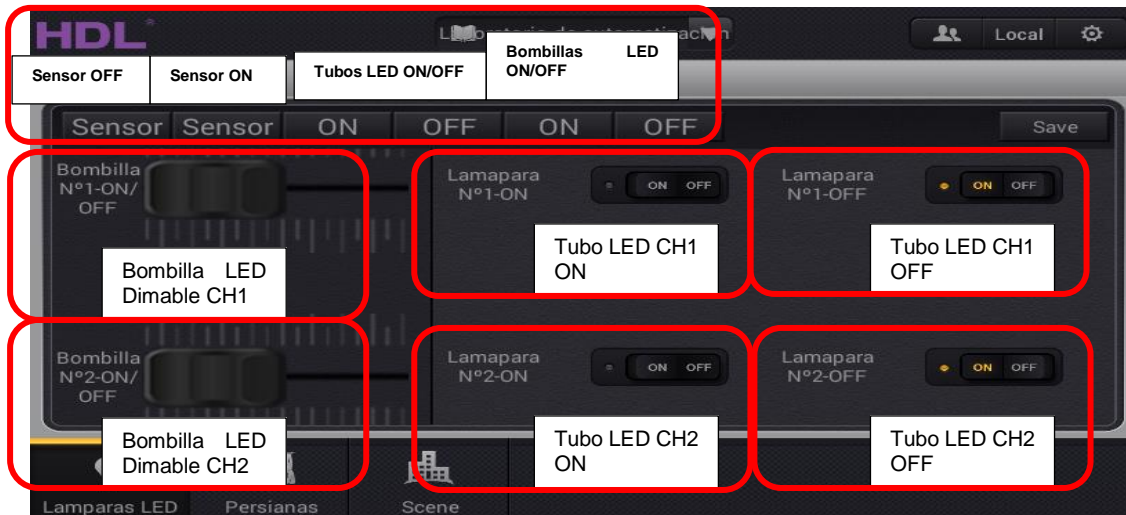 HDL®
Local
Sensor OFF
Sensor ON
Tubos LED ON/OFF
Bombillas LED
ON/OFF
Sensor Sensor ON OFF ON OFF
Save
Bombilla
Nº1-ON/
OFF
Lamapara
Nº1-ON
ON OFF
Lamapara
Nº1-OFF
ON OFF
Bombilla LED
Dimable CH1
Tubo LED CH1
ON
Tubo LED CH1
OFF
Bombilla
Nº2-ON/
OFF
Lamapara
Nº2-ON
ON OFF
Lamapara
Nº2-OFF
ON OFF
Bombilla LED
Dimable CH2
Tubo LED CH2
ON
Tubo LED CH2
OFF
Lamparas LED
Persianas
Scene